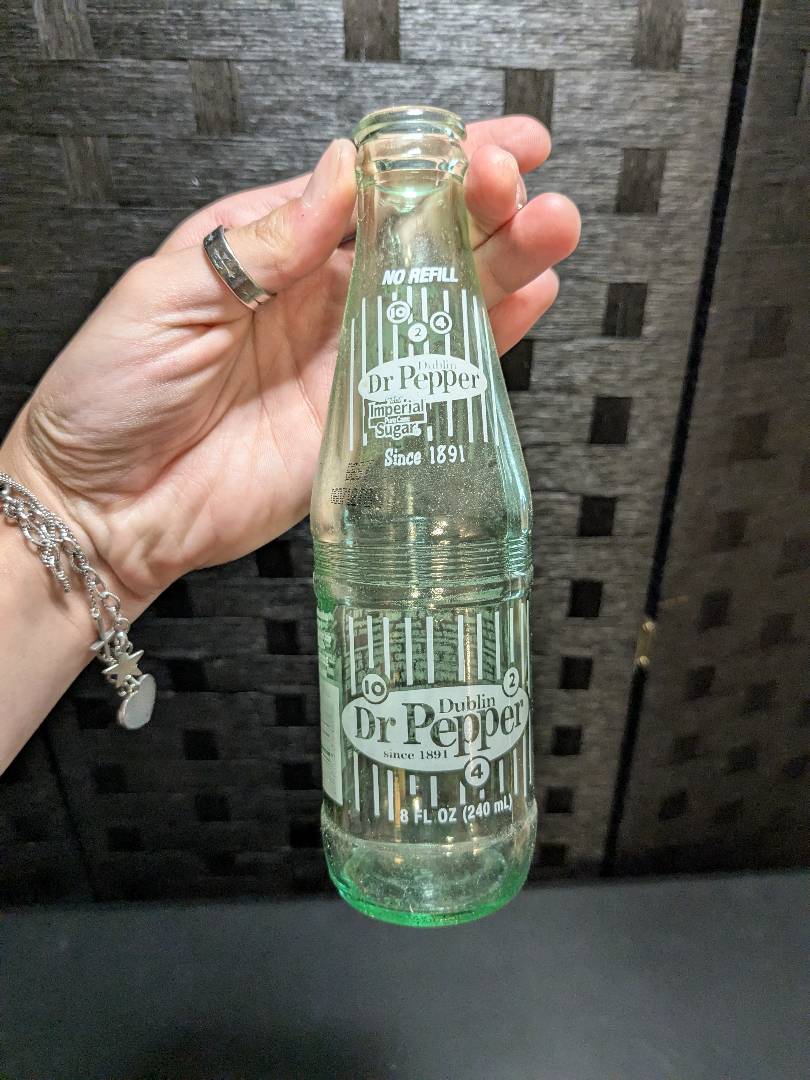 NO REFILL
10 2 4
Dublin
Dr Pepper
Imperial
Sugar
Since 1891
10 2
Dublin
Dr Pepper
since 1891
4
8 FL OZ (240 mL)